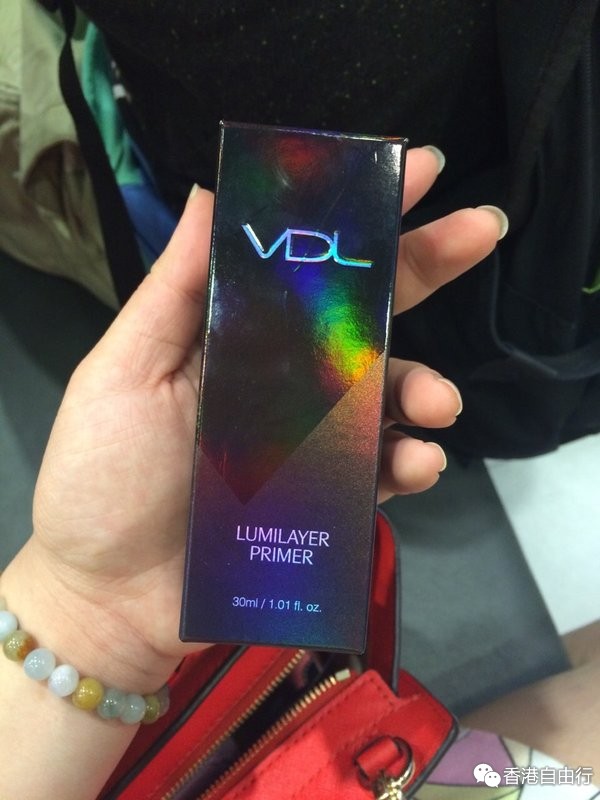 VDL
LUMILAYER
PRIMER
30ml / 1.01 fl. oz.
香港自由行